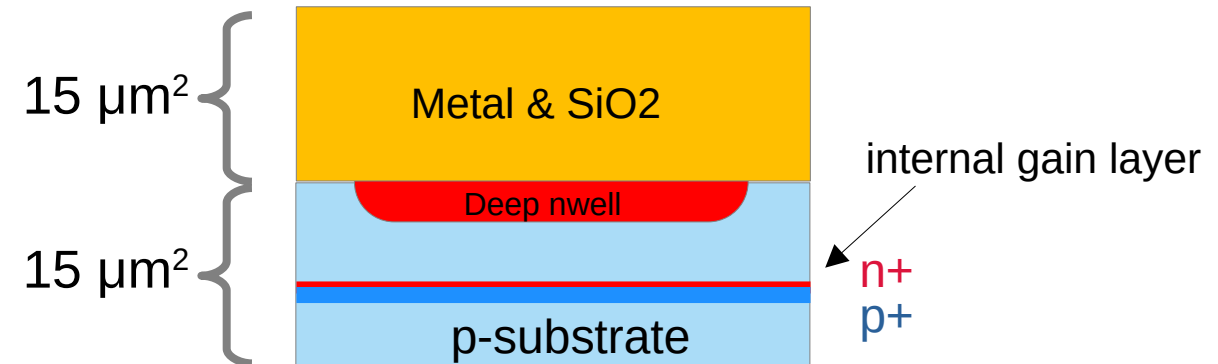 15 μm²
Metal & SiO2
internal gain layer
Deep nwell
15 μm²
n+
p+
p-substrate